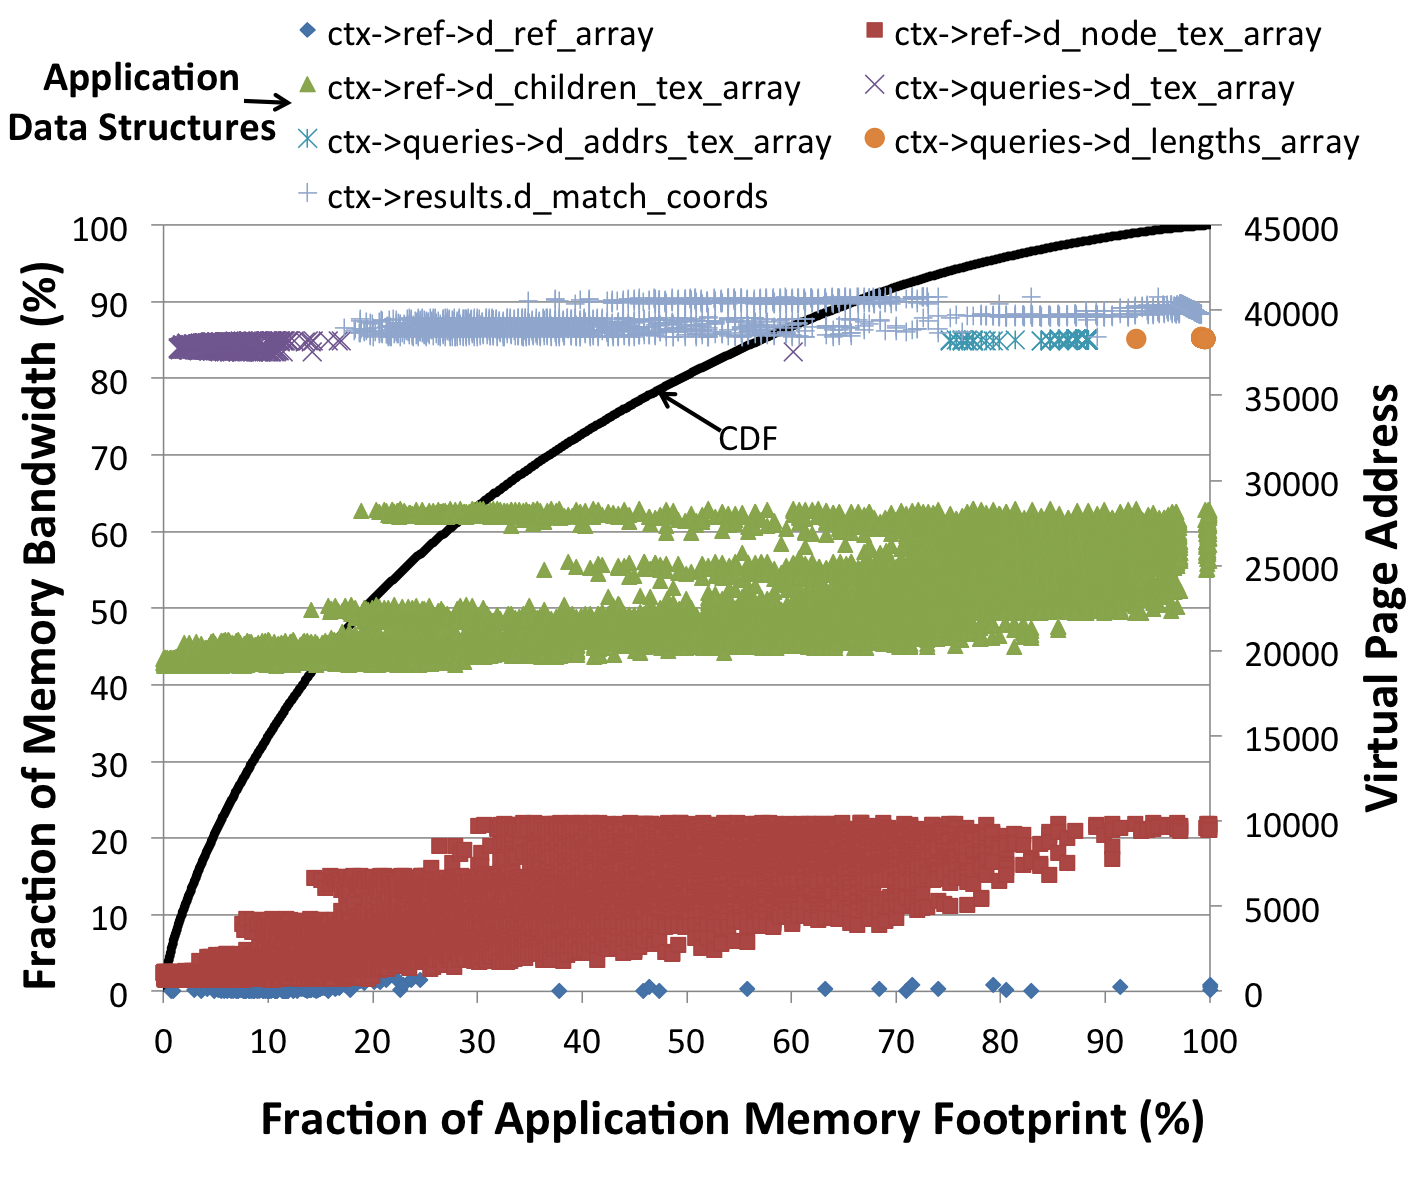 ctx->ref->d_ref_array
ctx->ref->d_node_tex_array
Application
Data Structures
ctx->ref->d_children_tex_array
ctx->queries->d_tex_array
ctx->queries->d_addrs_tex_array
ctx->queries->d_lengths_array
ctx->results.d_match_coords
Fraction of Memory Bandwidth (%)
100
90
80
70
60
50
40
30
20
10
0
CDF
45000
40000
35000
30000
25000
20000
15000
10000
5000
0
Virtual Page Address
0 10 20 30 40 50 60 70 80 90 100
Fraction of Application Memory Footprint (%)